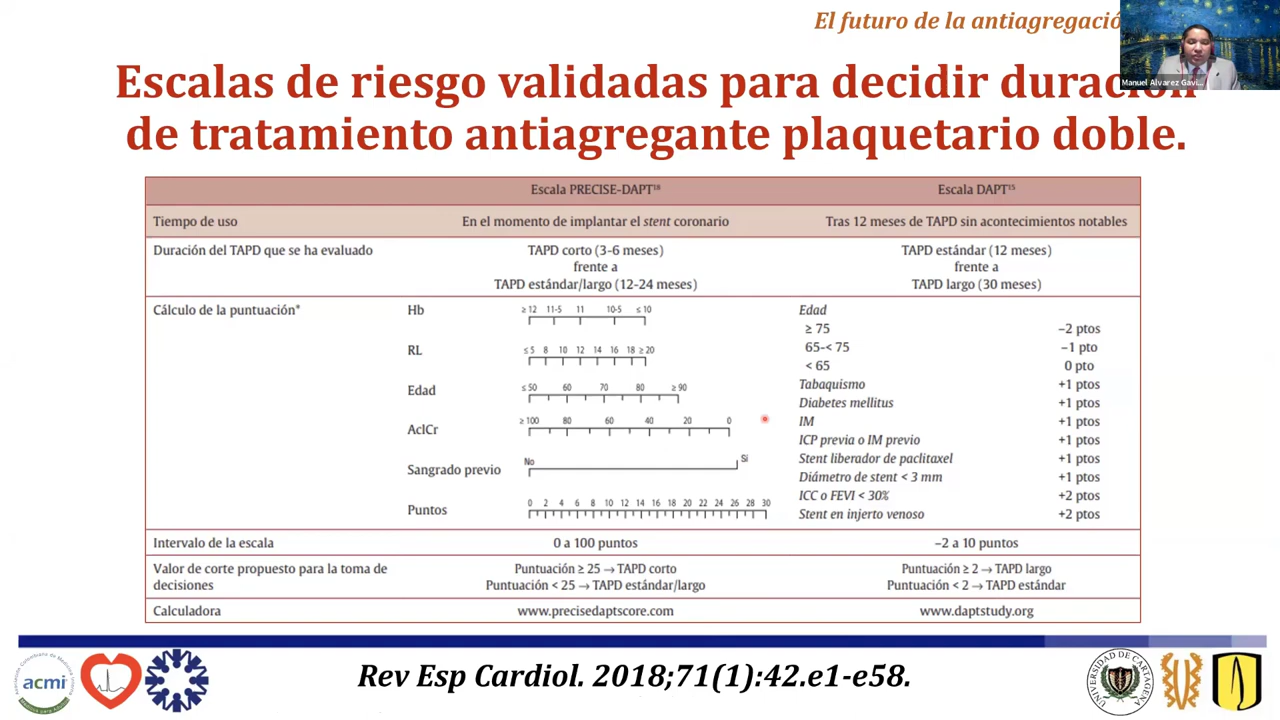 El futuro de la antiagregació
Manuel Alvarez Gavi...
Escalas de riesgo validadas para decidir duración
de tratamiento antiagregante plaquetario doble.
Escala PRECISE-DAPT¹⁸ Escala DAPT¹⁵
Tiempo de uso En el momento de implantar el stent coronario Tras 12 meses de TAPD sin acontecimientos notables
Duración del TAPD que se ha evaluado TAPD corto (3-6 meses) TAPD estándar (12 meses)
frente a frente a
TAPD estándar/largo (12-24 meses) TAPD largo (30 meses)
Cálculo de la puntuación*
Hb ≥ 12 11-5 11 10-5 ≤ 10
RL ≤ 5 8 10 12 14 16 18 ≥ 20
Edad ≤ 50 60 70 80 ≥ 90
AclCr ≥ 100 80 60 40 20 0
Sangrado previo No Sí
Puntos 0 2 4 6 8 10 12 14 16 18 20 22 24 26 28 30
Edad
≥ 75 −2 ptos
65-< 75 −1 pto
< 65 0 pto
Tabaquismo +1 ptos
Diabetes mellitus +1 ptos
IM +1 ptos
ICP previa o IM previo +1 ptos
Stent liberador de paclitaxel +1 ptos
Diámetro de stent < 3 mm +1 ptos
ICC o FEVI < 30% +2 ptos
Stent en injerto venoso +2 ptos
Intervalo de la escala 0 a 100 puntos −2 a 10 puntos
Valor de corte propuesto para la toma de Puntuación ≥ 25 → TAPD corto Puntuación ≥ 2 → TAPD largo
decisiones Puntuación < 25 → TAPD estándar/largo Puntuación < 2 → TAPD estándar
Calculadora www.precisedaptscore.com www.daptstudy.org
acmi
Rev Esp Cardiol. 2018;71(1):42.e1-e58.
UNIVERSIDAD DE CARTAGENA